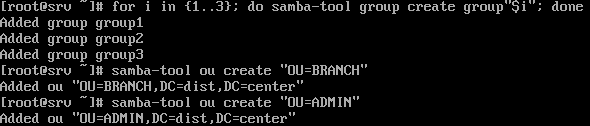 [root@srv ~]# for i in {1..3}; do samba-tool group create group"$i"; done
Added group group1
Added group group2
Added group group3
[root@srv ~]# samba-tool ou create "OU=BRANCH"
Added ou "OU=BRANCH,DC=dist,DC=center"
[root@srv ~]# samba-tool ou create "OU=ADMIN"
Added ou "OU=ADMIN,DC=dist,DC=center"